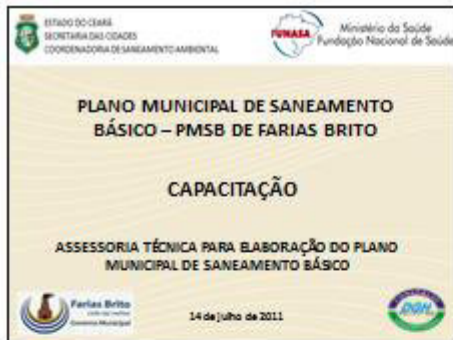 ESTADO DO CEARÁ
SECRETARIA DAS CIDADES
COORDENADORIA DE SANEAMENTO AMBIENTAL
FUNASA
Ministério da Saúde
Fundação Nacional de Saúde
PLANO MUNICIPAL DE SANEAMENTO
BÁSICO – PMSB DE FARIAS BRITO
CAPACITAÇÃO
ASSESSORIA TÉCNICA PARA ELABORAÇÃO DO PLANO
MUNICIPAL DE SANEAMENTO BÁSICO
Farias Brito
Governo Municipal
14 de julho de 2011